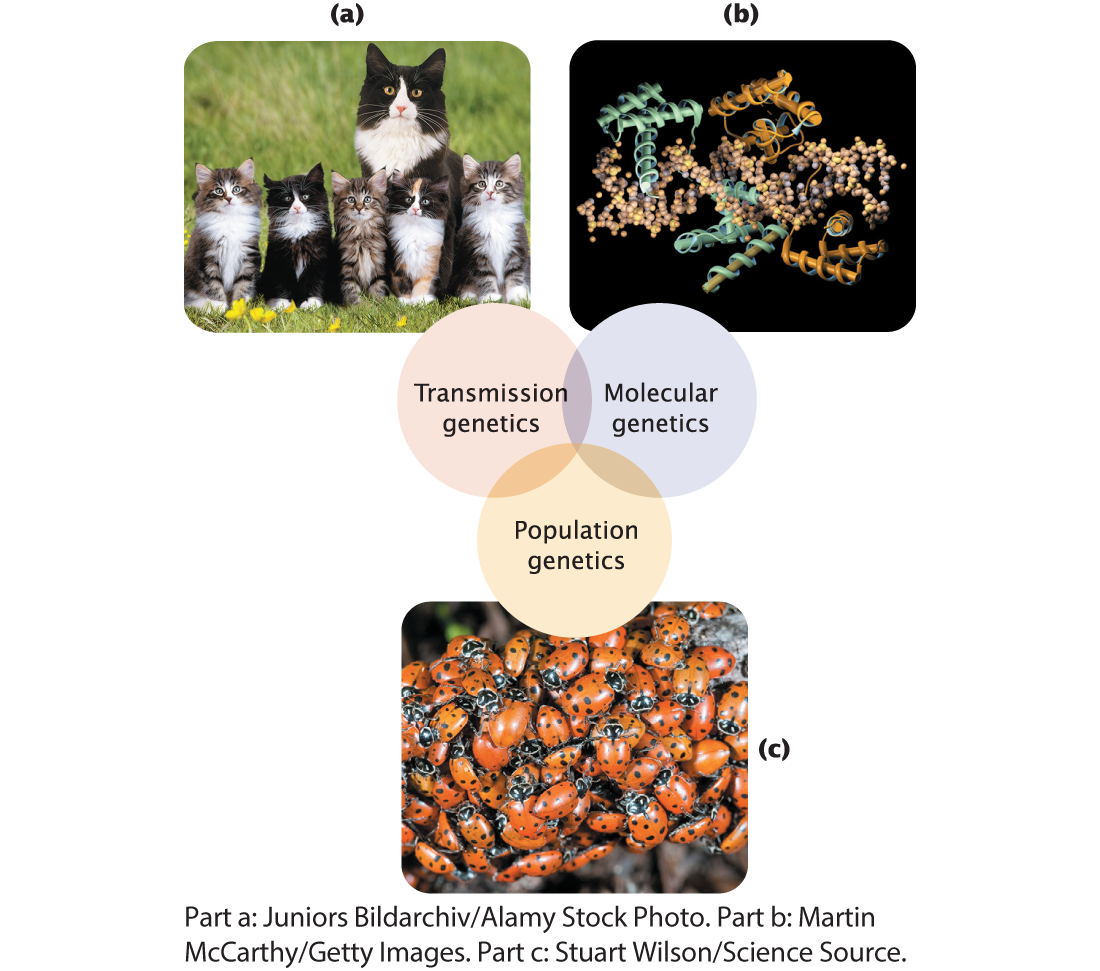 (a)
(b)
Transmission
genetics
Molecular
genetics
Population
genetics
(c)
Part a: Juniors Bildarchiv/Alamy Stock Photo. Part b: Martin
McCarthy/Getty Images. Part c: Stuart Wilson/Science Source.